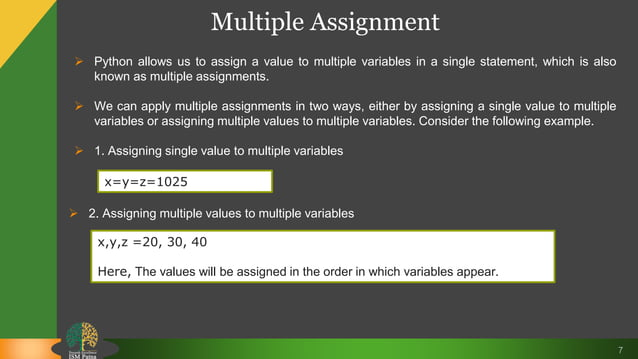 Multiple Assignment
➢ Python allows us to assign a value to multiple variables in a single statement, which is also
known as multiple assignments.
➢ We can apply multiple assignments in two ways, either by assigning a single value to multiple
variables or assigning multiple values to multiple variables. Consider the following example.
➢ 1. Assigning single value to multiple variables
x=y=z=1025
➢ 2. Assigning multiple values to multiple variables
x,y,z =20, 30, 40
Here, The values will be assigned in the order in which variables appear.
ISM Patna
7